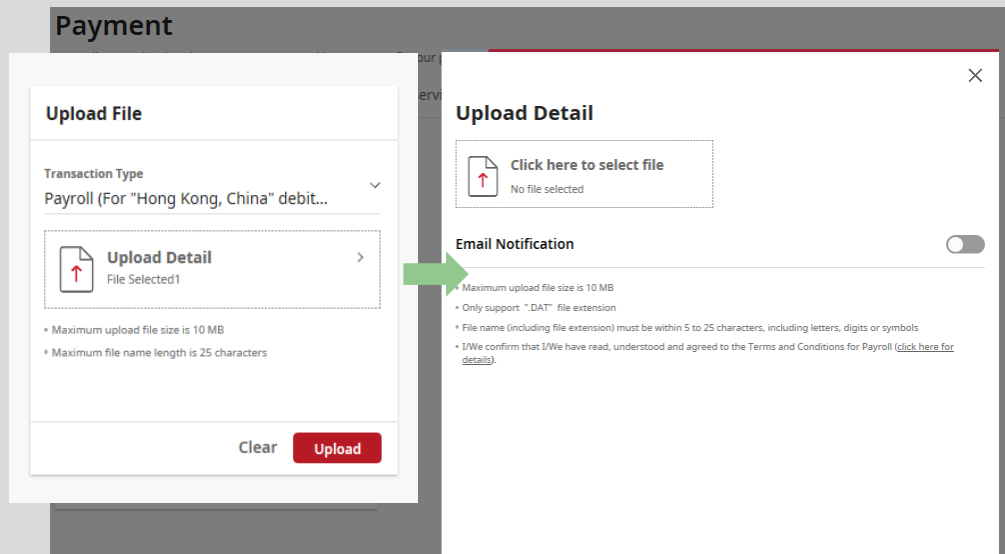 Payment
our p
ervi
Upload File
Transaction Type
Payroll (For "Hong Kong, China" debit...
Upload Detail
File Selected1
• Maximum upload file size is 10 MB
• Maximum file name length is 25 characters
Clear
Upload
Upload Detail
Click here to select file
No file selected
Email Notification
• Maximum upload file size is 10 MB
• Only support ".DAT" file extension
• File name (including file extension) must be within 5 to 25 characters, including letters, digits or symbols
• I/We confirm that I/We have read, understood and agreed to the Terms and Conditions for Payroll (click here for
details).